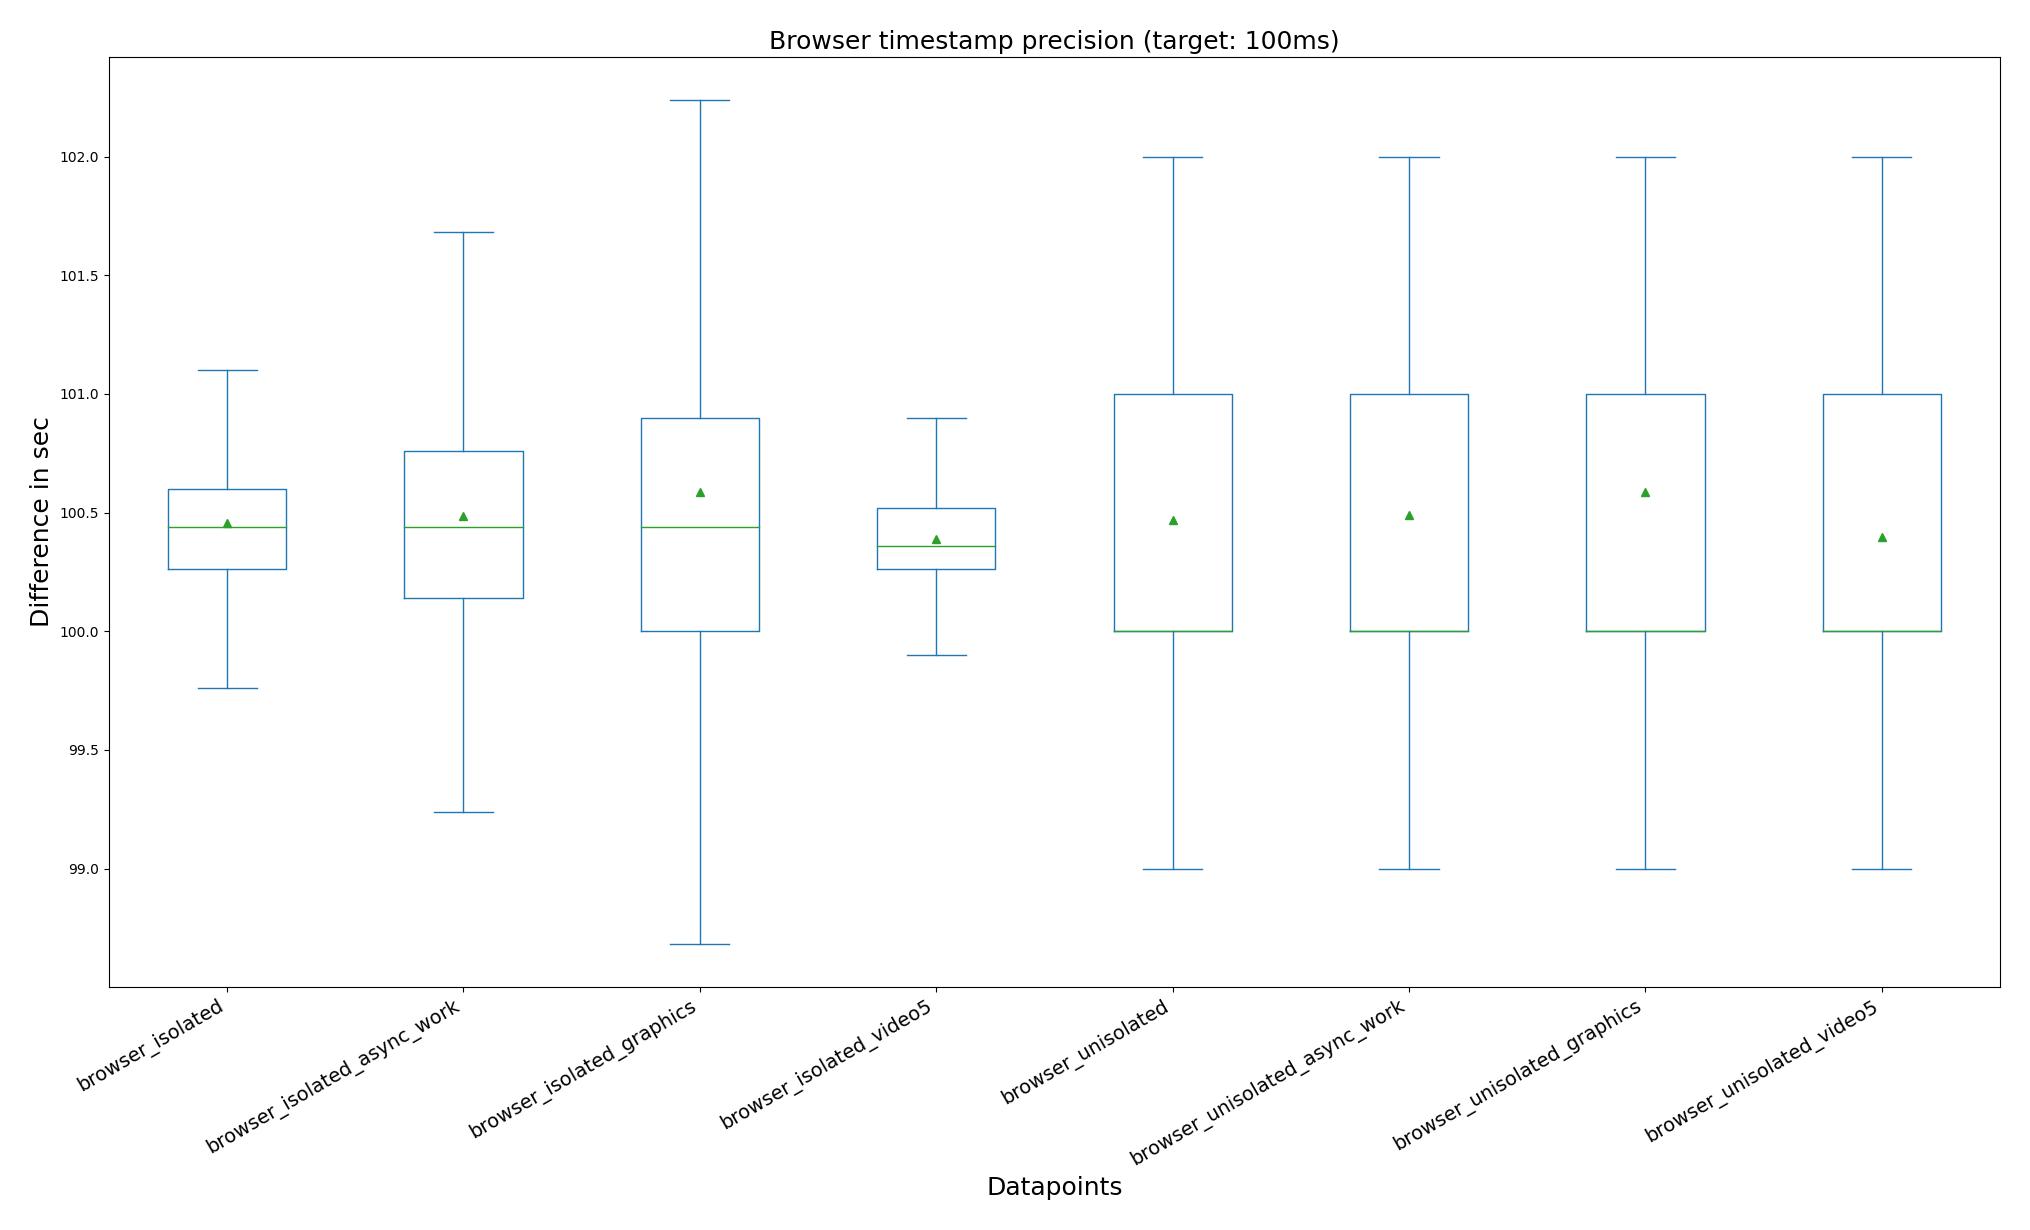 Browser timestamp precision (target: 100ms)
Difference in sec
102.0
101.5
101.0
100.5
100.0
99.5
99.0
browser_isolated
browser_isolated_async_work
browser_isolated_graphics
browser_isolated_video5
browser_unisolated
browser_unisolated_async_work
browser_unisolated_graphics
browser_unisolated_video5
Datapoints